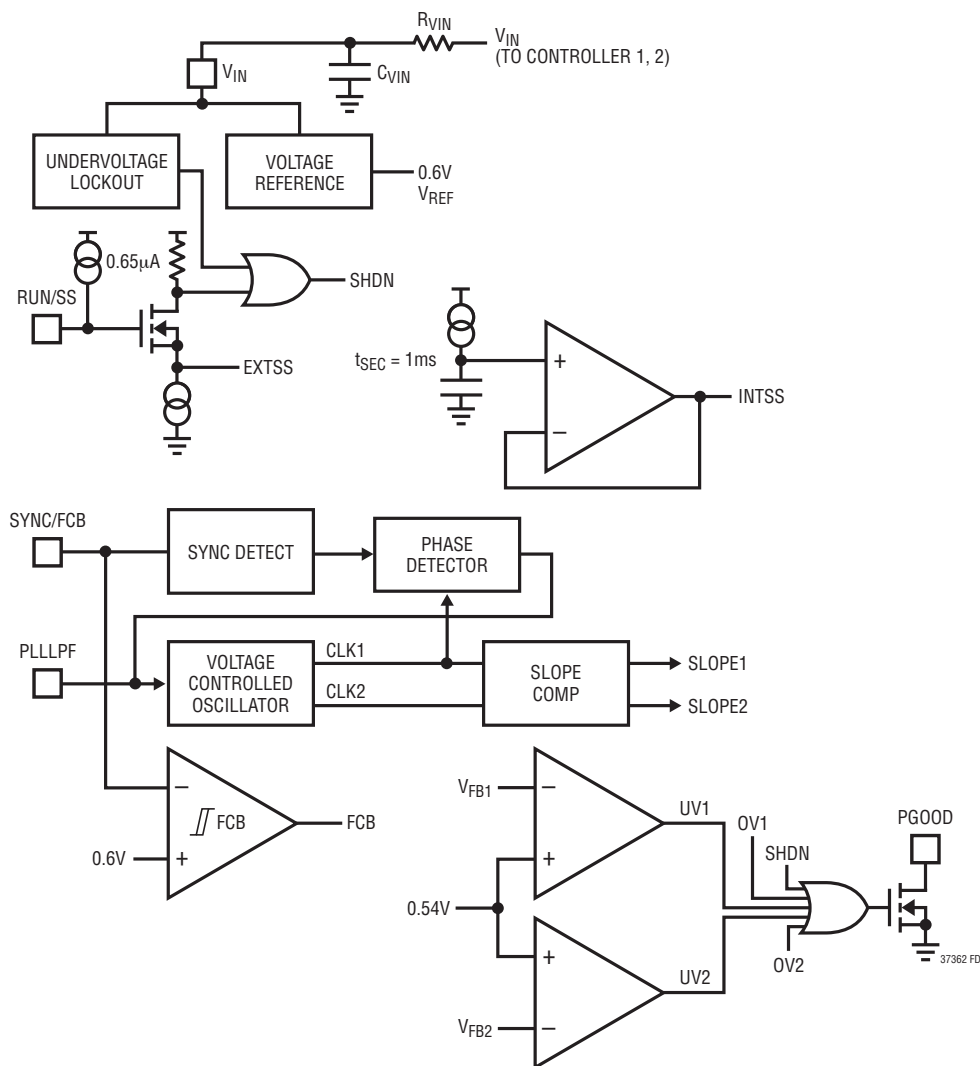 RVIN
VIN
(TO CONTROLLER 1, 2)
VIN
CVIN
UNDERVOLTAGE
LOCKOUT
VOLTAGE
REFERENCE
0.6V
VREF
0.65μA
SHDN
RUN/SS
EXTSS
tSEC = 1ms
+
–
INTSS
SYNC/FCB
SYNC DETECT
PHASE
DETECTOR
PLLLPF
VOLTAGE
CONTROLLED
OSCILLATOR
CLK1
CLK2
SLOPE
COMP
SLOPE1
SLOPE2
–
FCB
+
FCB
0.6V
VFB1
–
+
UV1
0.54V
+
–
UV2
VFB2
OV1
SHDN
OV2
PGOOD
37362 FD